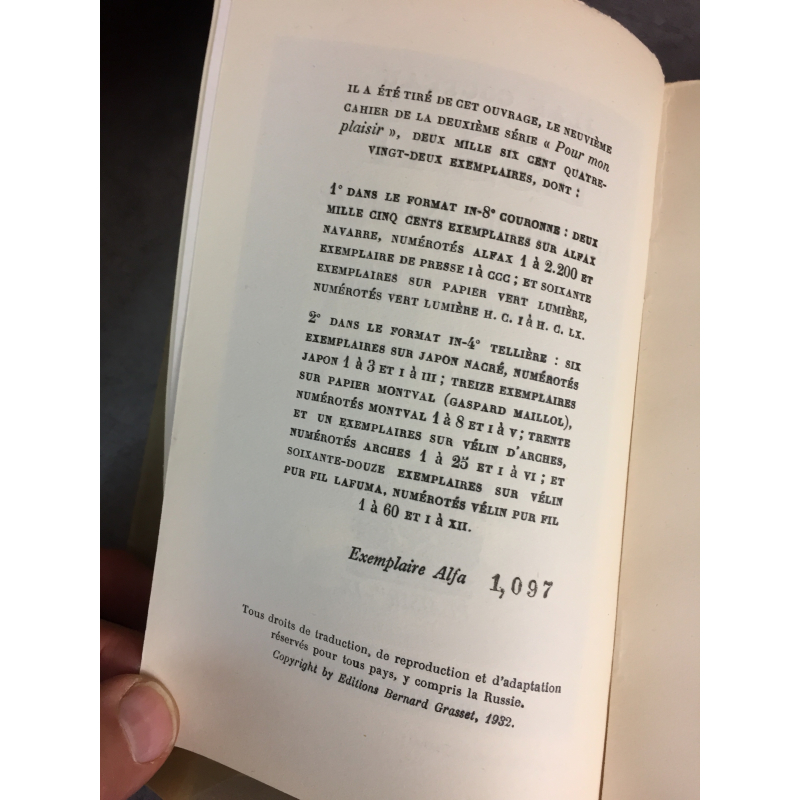 IL A ÉTÉ TIRÉ DE CET OUVRAGE, LE NEUVIÈME
CAHIER DE LA DEUXIÈME SÉRIE « Pour mon
plaisir », DEUX MILLE SIX CENT QUATRE-
VINGT-DEUX EXEMPLAIRES, DONT :
1° DANS LE FORMAT IN-8° COURONNE : DEUX
MILLE CINQ CENTS EXEMPLAIRES SUR ALFAX
NAVARRE, NUMÉROTÉS ALFAX 1 à 2.200 ET
EXEMPLAIRE DE PRESSE I à CCC ; ET SOIXANTE
EXEMPLAIRES SUR PAPIER VERT LUMIÈRE,
NUMÉROTÉS VERT LUMIÈRE H. C. I à H. C. LX.
2° DANS LE FORMAT IN-4° TELLIÈRE : SIX
EXEMPLAIRES SUR JAPON NACRÉ, NUMÉROTÉS
JAPON 1 à 3 ET I à III ; TREIZE EXEMPLAIRES
SUR PAPIER MONTVAL (GASPARD MAILLOL),
NUMÉROTÉS MONTVAL 1 à 8 ET I à V ; TRENTE
ET UN EXEMPLAIRES SUR VÉLIN D'ARCHES,
NUMÉROTÉS ARCHES 1 à 25 ET I à VI ; ET
SOIXANTE-DOUZE EXEMPLAIRES SUR VÉLIN
PUR FIL LAFUMA, NUMÉROTÉS VÉLIN PUR FIL
1 à 60 ET I à XII.
Exemplaire Alfa 1,097
Tous droits de traduction, de reproduction et d'adaptation
réservés pour tous pays, y compris la Russie.
Copyright by Editions Bernard Grasset, 1932.